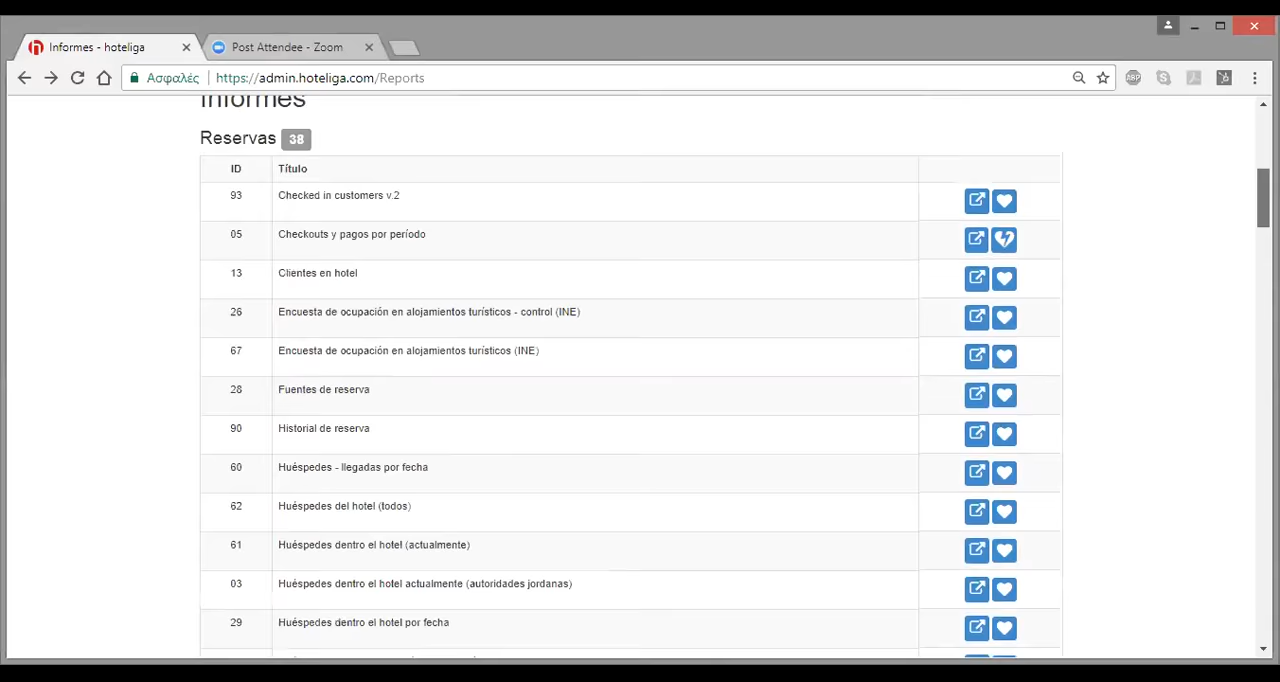 Informes - hoteliga
Post Attendee - Zoom
Ασφαλές https://admin.hoteliga.com/Reports
ABP
Informes
Reservas 38
ID Título
93 Checked in customers v.2
05 Checkouts y pagos por período
13 Clientes en hotel
26 Encuesta de ocupación en alojamientos turísticos - control (INE)
67 Encuesta de ocupación en alojamientos turísticos (INE)
28 Fuentes de reserva
90 Historial de reserva
60 Huéspedes - llegadas por fecha
62 Huéspedes del hotel (todos)
61 Huéspedes dentro el hotel (actualmente)
03 Huéspedes dentro el hotel actualmente (autoridades jordanas)
29 Huéspedes dentro el hotel por fecha